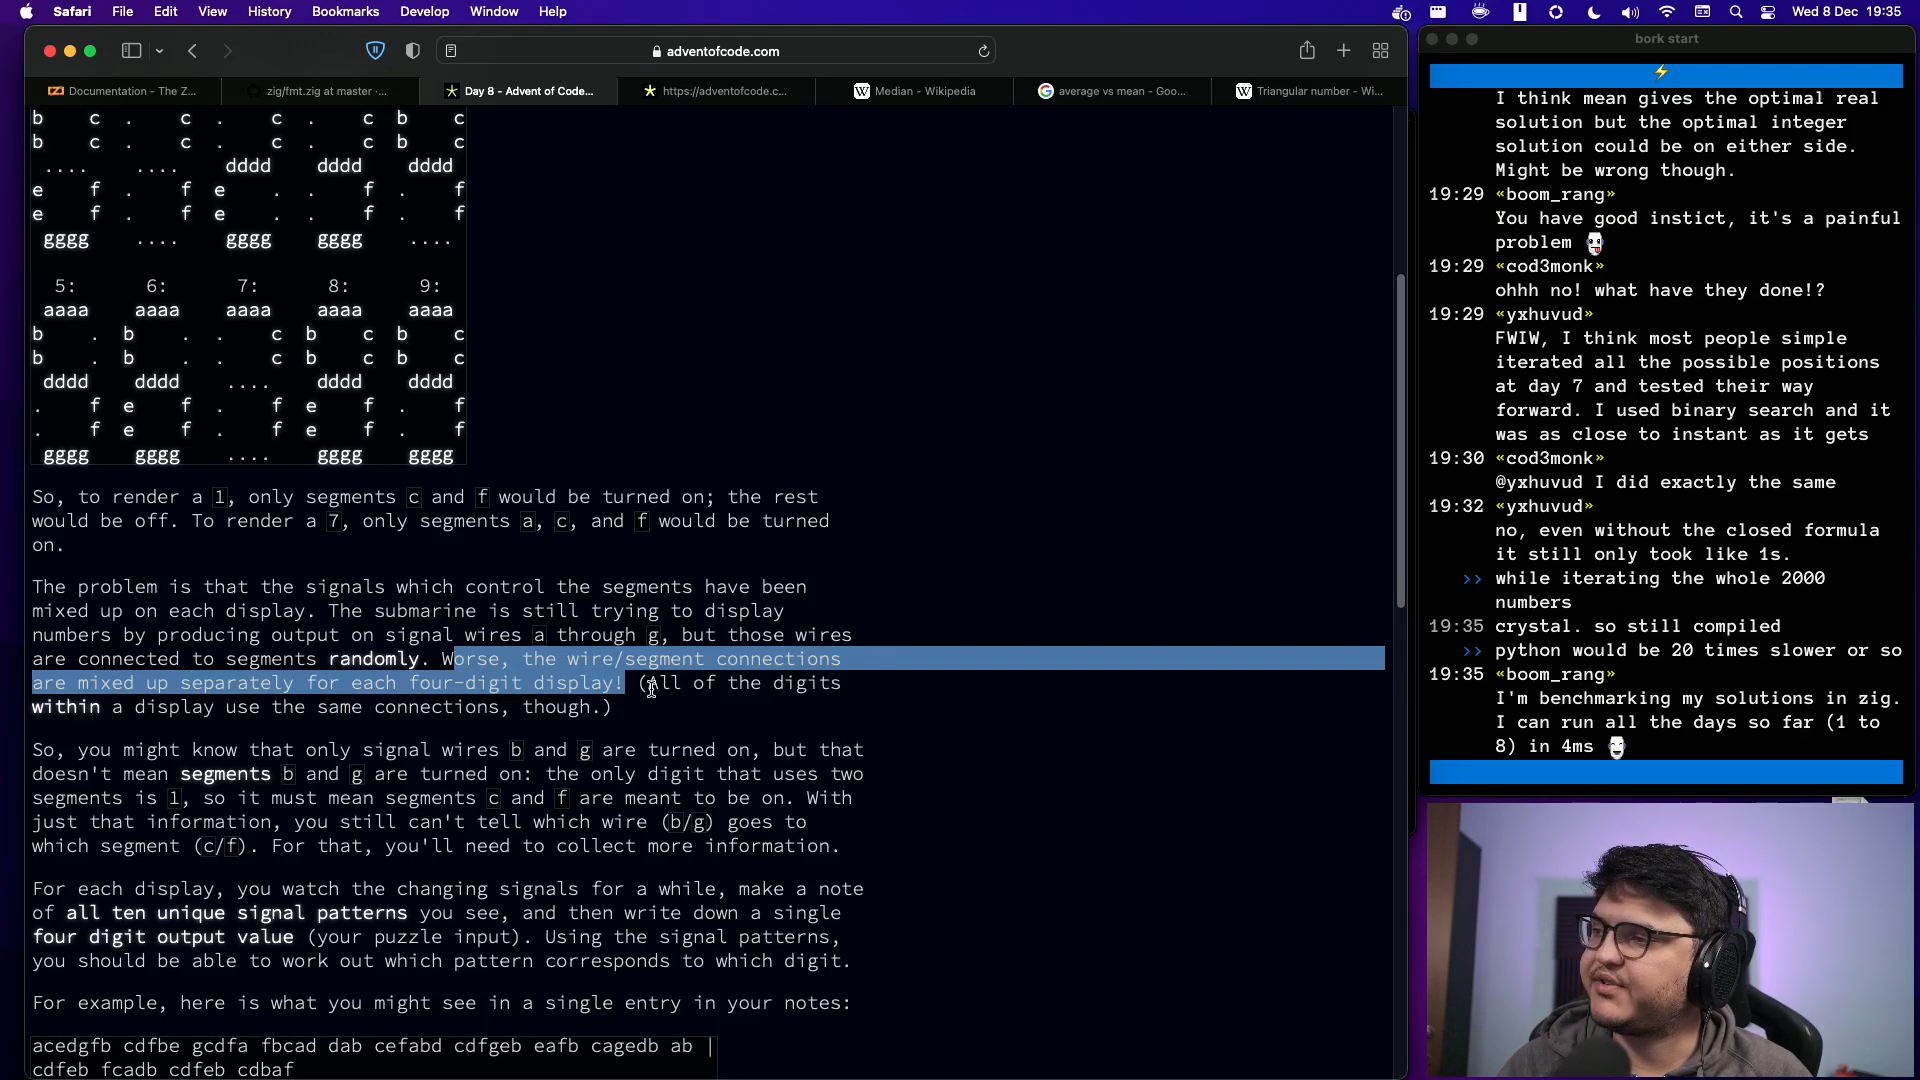 Safari File Edit View History Bookmarks Develop Window Help
Wed 8 Dec 19:35
adventofcode.com
Documentation - The Z...
zig/fmt.zig at master ·...
Day 8 - Advent of Code...
https://adventofcode.c...
Median - Wikipedia
average vs mean - Goo...
Triangular number - Wi...
b    c  .    c  .    c  .    c  b    c
b    c  .    c  .    c  .    c  b    c
 ....    ....    dddd    dddd    dddd
e    f  .    f  e    .  .    f  .    f
e    f  .    f  e    .  .    f  .    f
 gggg    ....    gggg    gggg    ....
5:      6:      7:      8:      9:
 aaaa    aaaa    aaaa    aaaa    aaaa
b    .  b    .  .    c  b    c  b    c
b    .  b    .  .    c  b    c  b    c
 dddd    dddd    ....    dddd    dddd
.    f  e    f  .    f  e    f  .    f
.    f  e    f  .    f  e    f  .    f
 gggg    gggg    ....    gggg    gggg
So, to render a 1, only segments c and f would be turned on; the rest
would be off. To render a 7, only segments a, c, and f would be turned
on.
The problem is that the signals which control the segments have been
mixed up on each display. The submarine is still trying to display
numbers by producing output on signal wires a through g, but those wires
are connected to segments randomly. Worse, the wire/segment connections
are mixed up separately for each four-digit display! (All of the digits
within a display use the same connections, though.)
So, you might know that only signal wires b and g are turned on, but that
doesn't mean segments b and g are turned on: the only digit that uses two
segments is 1, so it must mean segments c and f are meant to be on. With
just that information, you still can't tell which wire (b/g) goes to
which segment (c/f). For that, you'll need to collect more information.
For each display, you watch the changing signals for a while, make a note
of all ten unique signal patterns you see, and then write down a single
four digit output value (your puzzle input). Using the signal patterns,
you should be able to work out which pattern corresponds to which digit.
For example, here is what you might see in a single entry in your notes:
acedgfb cdfbe gcdfa fbcad dab cefabd cdfgeb eafb cagedb ab |
cdfeb fcadb cdfeb cdbaf
bork start
I think mean gives the optimal real
solution but the optimal integer
solution could be on either side.
Might be wrong though.
19:29 «boom_rang»
You have good instict, it's a painful
problem
19:29 «cod3monk»
ohhh no! what have they done!?
19:29 «yxhuvud»
FWIW, I think most people simple
iterated all the possible positions
at day 7 and tested their way
forward. I used binary search and it
was as close to instant as it gets
19:30 «cod3monk»
@yxhuvud I did exactly the same
19:32 «yxhuvud»
no, even without the closed formula
it still only took like 1s.
>> while iterating the whole 2000
numbers
19:35 crystal. so still compiled
>> python would be 20 times slower or so
19:35 «boom_rang»
I'm benchmarking my solutions in zig.
I can run all the days so far (1 to
8) in 4ms